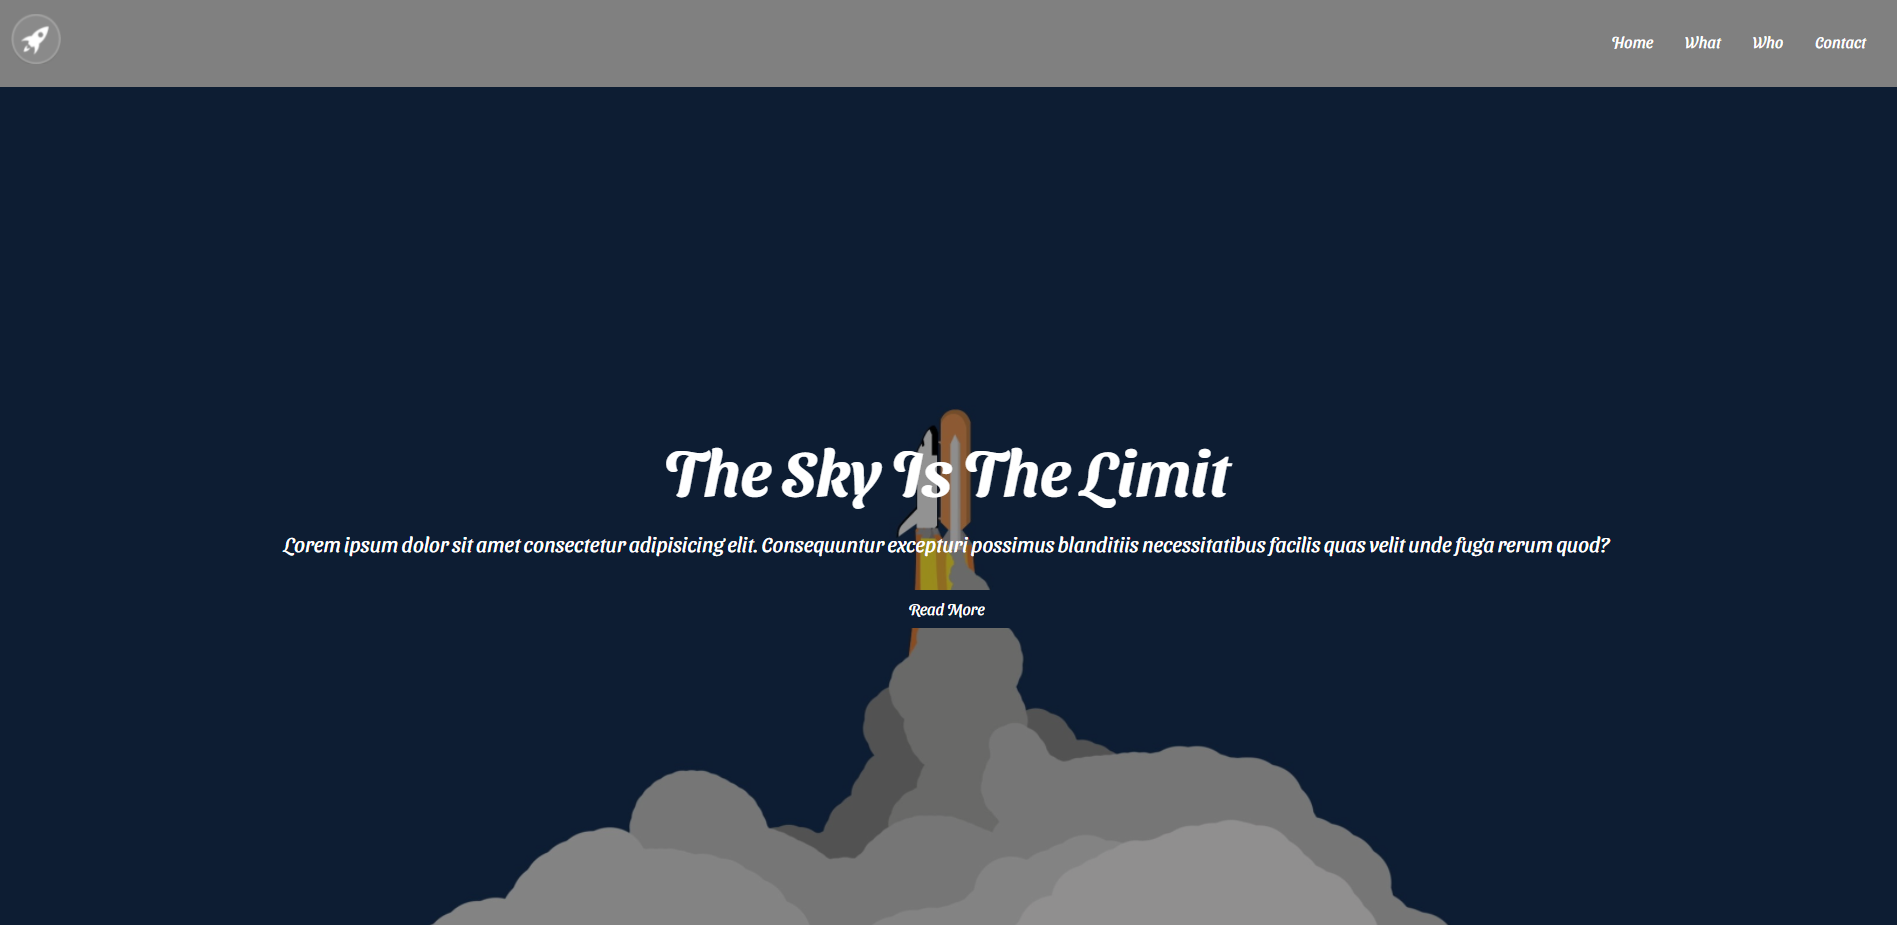 Home What Who Contact
The Sky Is The Limit
Lorem ipsum dolor sit amet consectetur adipisicing elit. Consequuntur excepturi possimus blanditiis necessitatibus facilis quas velit unde fuga rerum quod?
Read More